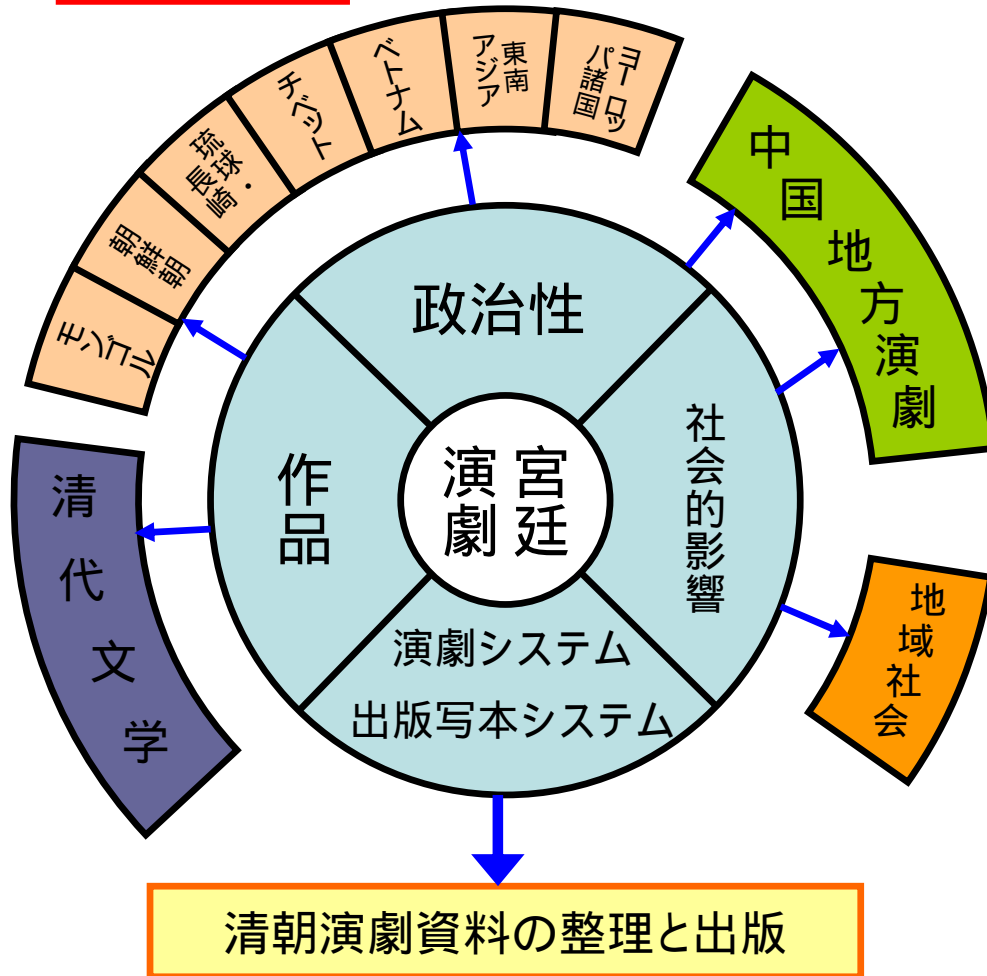 ヨーロッ
パ諸国
東南
アジア
ベトナム
チベット
琉球・
長崎
朝鮮
朝
モンゴル
中国地方演劇
政治性
社会的影響
作品
宮廷
演劇
演劇システム
出版写本システム
清代文学
地域社会
清朝演劇資料の整理と出版